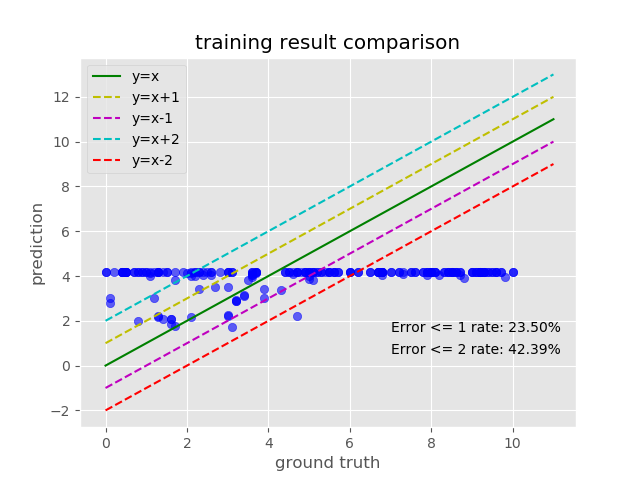 training result comparison
y=x
y=x+1
y=x-1
y=x+2
y=x-2
12
10
8
6
4
2
0
−2
prediction
Error <= 1 rate: 23.50%
Error <= 2 rate: 42.39%
0 2 4 6 8 10
ground truth